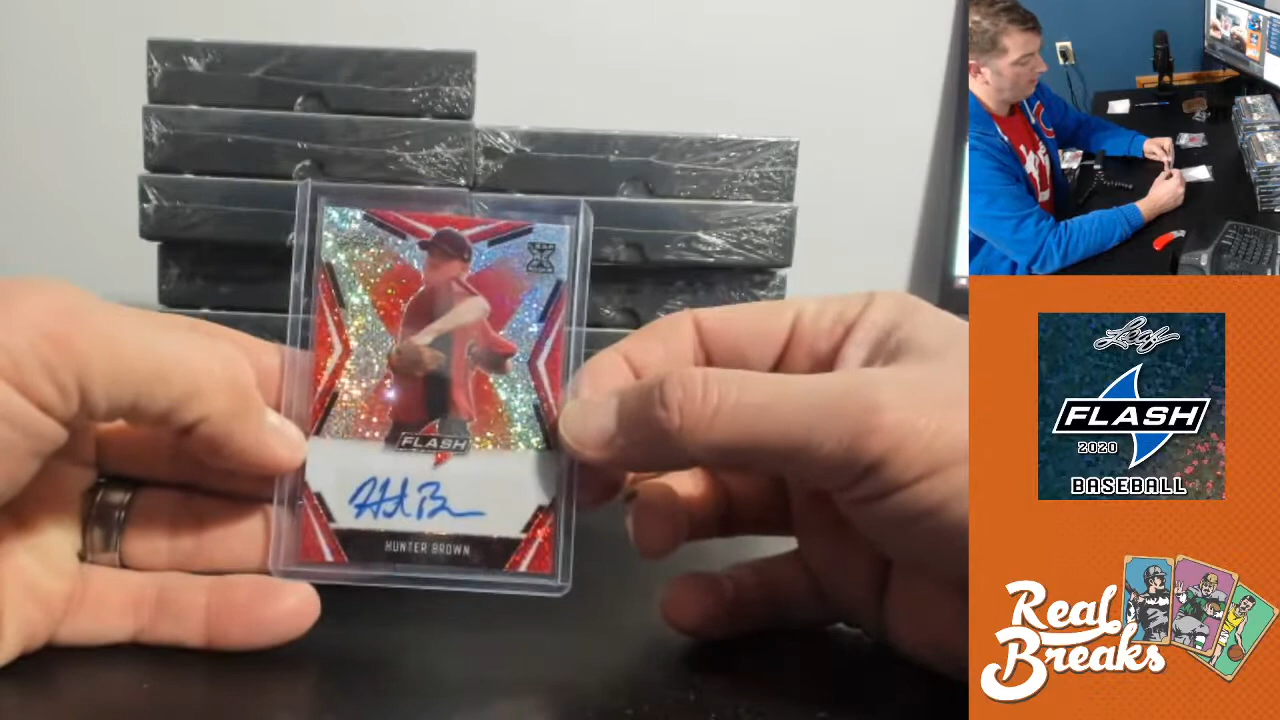 FLASH
Hunter Brown
HUNTER BROWN
Leaf
FLASH
2020
BASEBALL
Real
Breaks